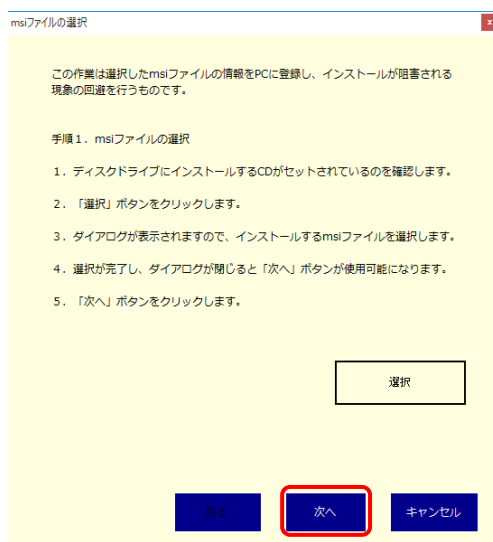 msiファイルの選択
x
この作業は選択したmsiファイルの情報をPCに登録し、インストールが阻害される
現象の回避を行うものです。
手順１．msiファイルの選択
１．ディスクドライブにインストールするCDがセットされているのを確認します。
２．「選択」ボタンをクリックします。
３．ダイアログが表示されますので、インストールするmsiファイルを選択します。
４．選択が完了し、ダイアログが閉じると「次へ」ボタンが使用可能になります。
５．「次へ」ボタンをクリックします。
選択
次へ
キャンセル